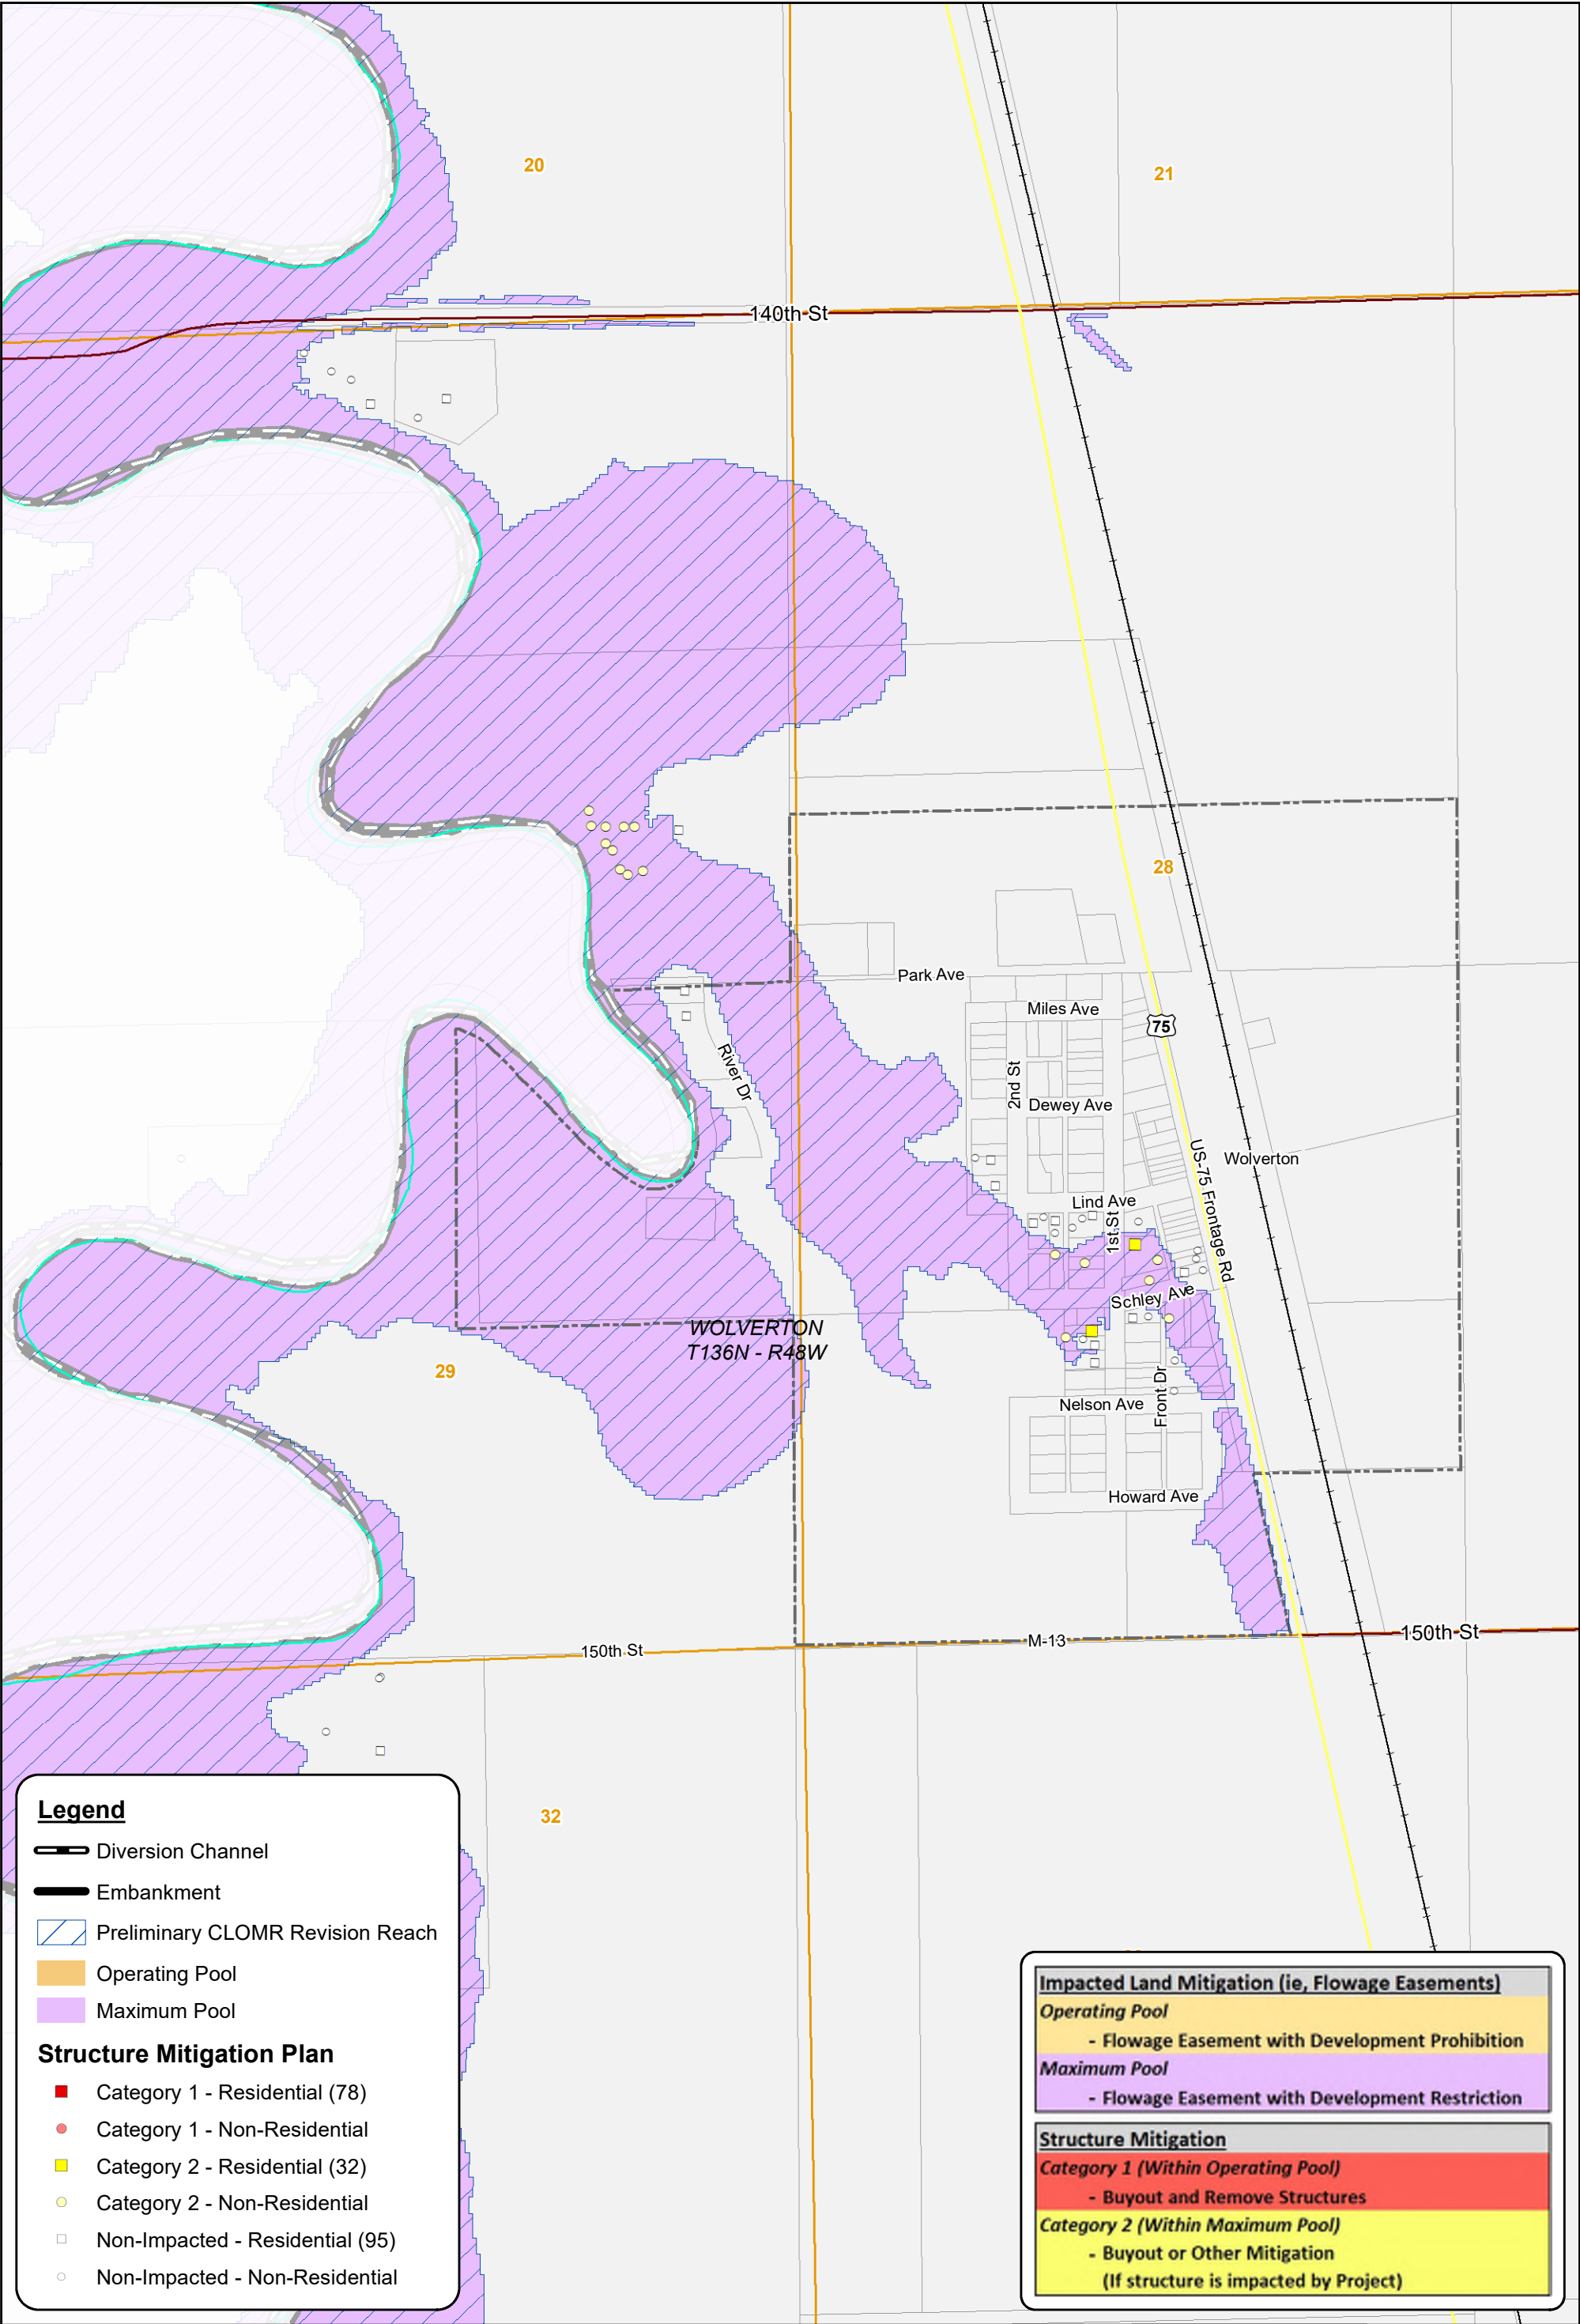 20
21
140th St
28
Park Ave
Miles Ave
75
River Dr
2nd St
Dewey Ave
US-75 Frontage Rd
Wolverton
Lind Ave
1st St
Schley Ave
WOLVERTON
T136N - R48W
29
Front Dr
Nelson Ave
Howard Ave
150th St
M-13
150th St
32
Legend
Diversion Channel
Embankment
Preliminary CLOMR Revision Reach
Operating Pool
Maximum Pool
Structure Mitigation Plan
Category 1 - Residential (78)
Category 1 - Non-Residential
Category 2 - Residential (32)
Category 2 - Non-Residential
Non-Impacted - Residential (95)
Non-Impacted - Non-Residential
Impacted Land Mitigation (ie, Flowage Easements)
Operating Pool
- Flowage Easement with Development Prohibition
Maximum Pool
- Flowage Easement with Development Restriction
Structure Mitigation
Category 1 (Within Operating Pool)
- Buyout and Remove Structures
Category 2 (Within Maximum Pool)
- Buyout or Other Mitigation
(If structure is impacted by Project)